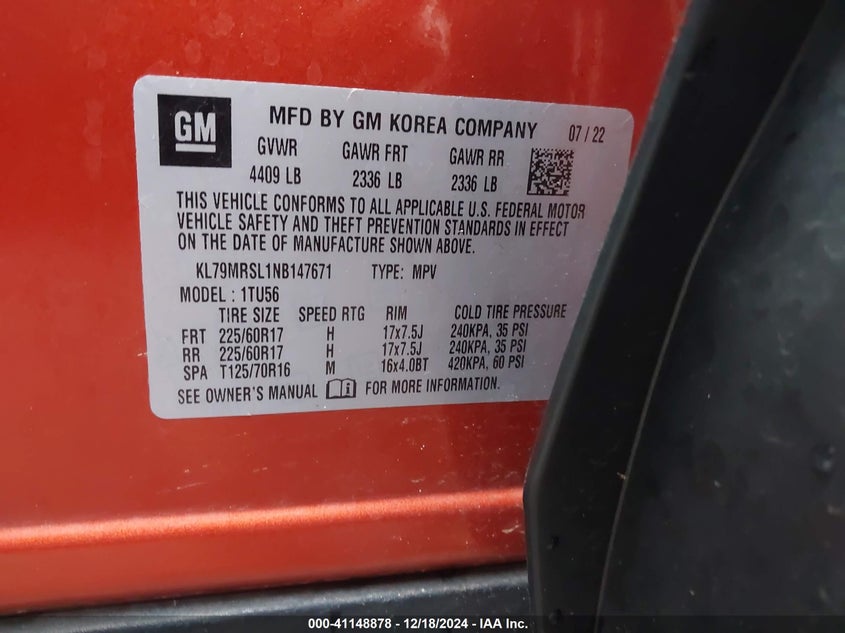 GM
MFD BY GM KOREA COMPANY 07 / 22
GVWR GAWR FRT GAWR RR
4409 LB 2336 LB 2336 LB
THIS VEHICLE CONFORMS TO ALL APPLICABLE U.S. FEDERAL MOTOR
VEHICLE SAFETY AND THEFT PREVENTION STANDARDS IN EFFECT
ON THE DATE OF MANUFACTURE SHOWN ABOVE.
KL79MRSL1NB147671 TYPE: MPV
MODEL : 1TU56
TIRE SIZE SPEED RTG RIM COLD TIRE PRESSURE
FRT 225/60R17 H 17x7.5J 240KPA, 35 PSI
RR 225/60R17 H 17x7.5J 240KPA, 35 PSI
SPA T125/70R16 M 16x4.0BT 420KPA, 60 PSI
SEE OWNER'S MANUAL FOR MORE INFORMATION.
000-41148878 - 12/18/2024 - IAA Inc.